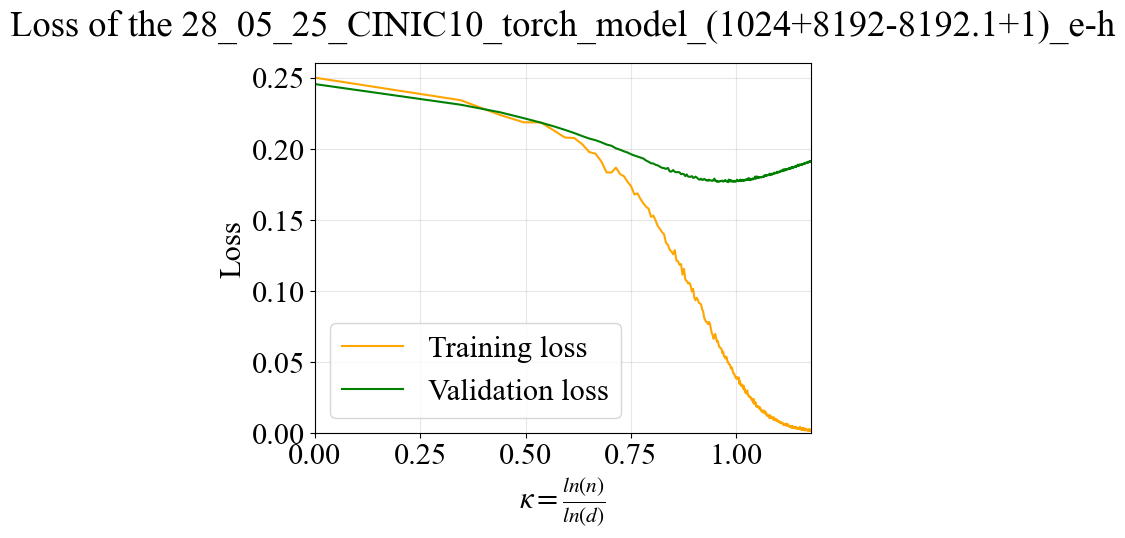 Loss of the 28_05_25_CINIC10_torch_model_(1024+8192-8192.1+1)_e-h
0.25
0.20
0.15
0.10
0.05
0.00
Loss
Training loss
Validation loss
0.00 0.25 0.50 0.75 1.00
κ = ln(n) / ln(d)